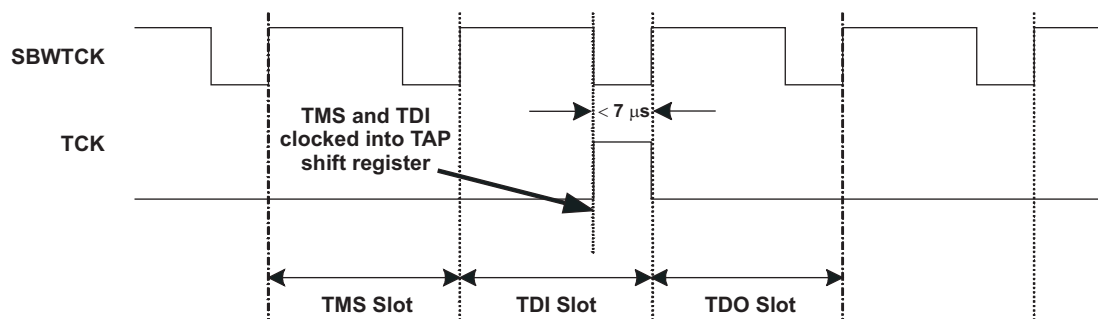 SBWTCK
< 7 μs
TMS and TDI
clocked into TAP
shift register
TCK
TMS Slot
TDI Slot
TDO Slot